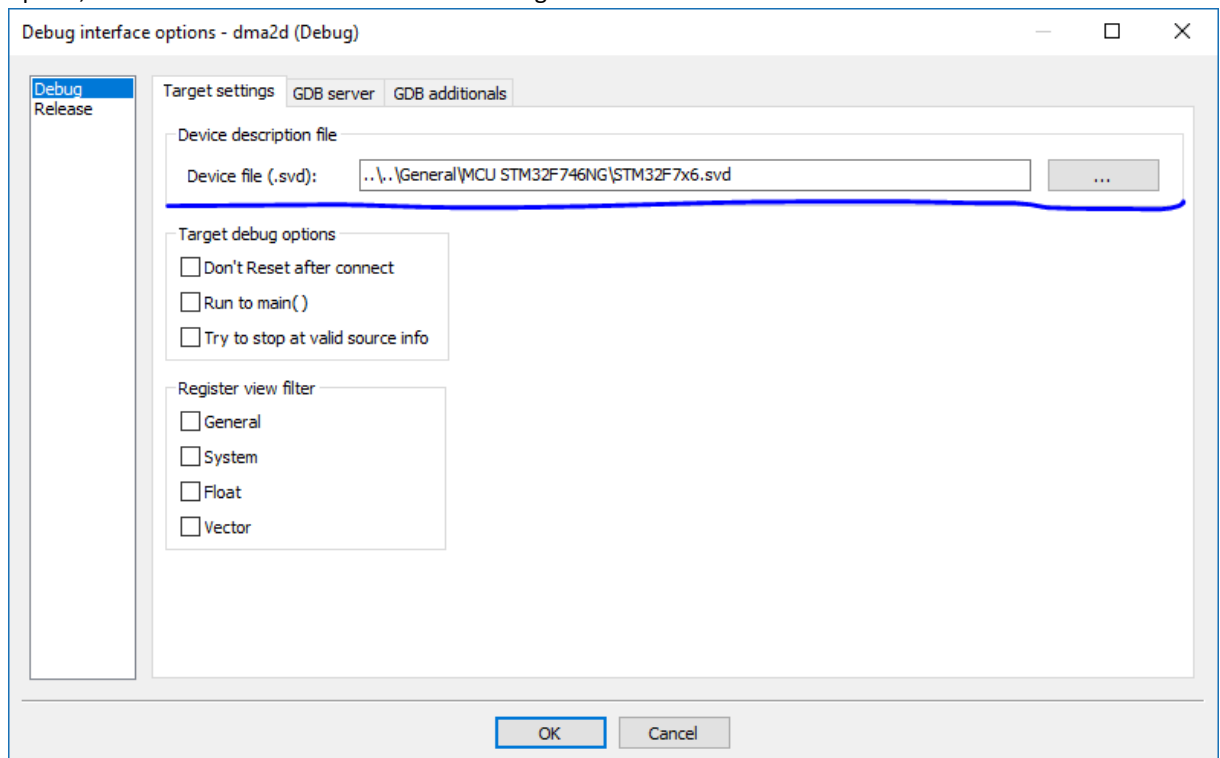 Debug interface options - dma2d (Debug)
Debug
Release
Target settings GDB server GDB additionals
Device description file
Device file (.svd): ..\..\General\MCU STM32F746NG\STM32F7x6.svd ...
Target debug options
Don't Reset after connect
Run to main()
Try to stop at valid source info
Register view filter
General
System
Float
Vector
OK Cancel